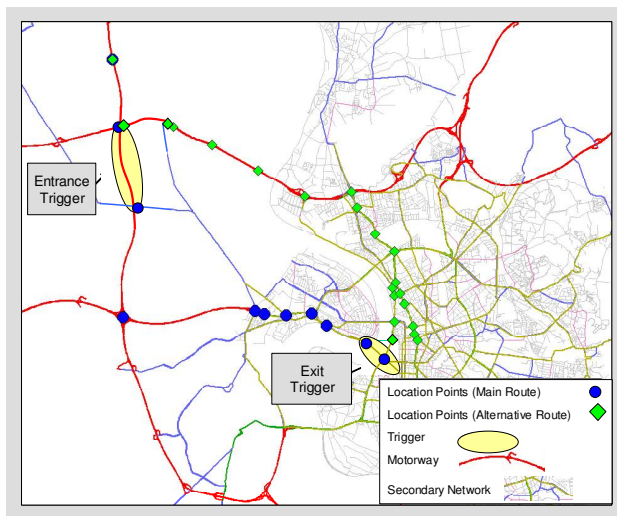 Entrance
Trigger
Exit
Trigger
Location Points (Main Route)
Location Points (Alternative Route)
Trigger
Motorway
Secondary Network